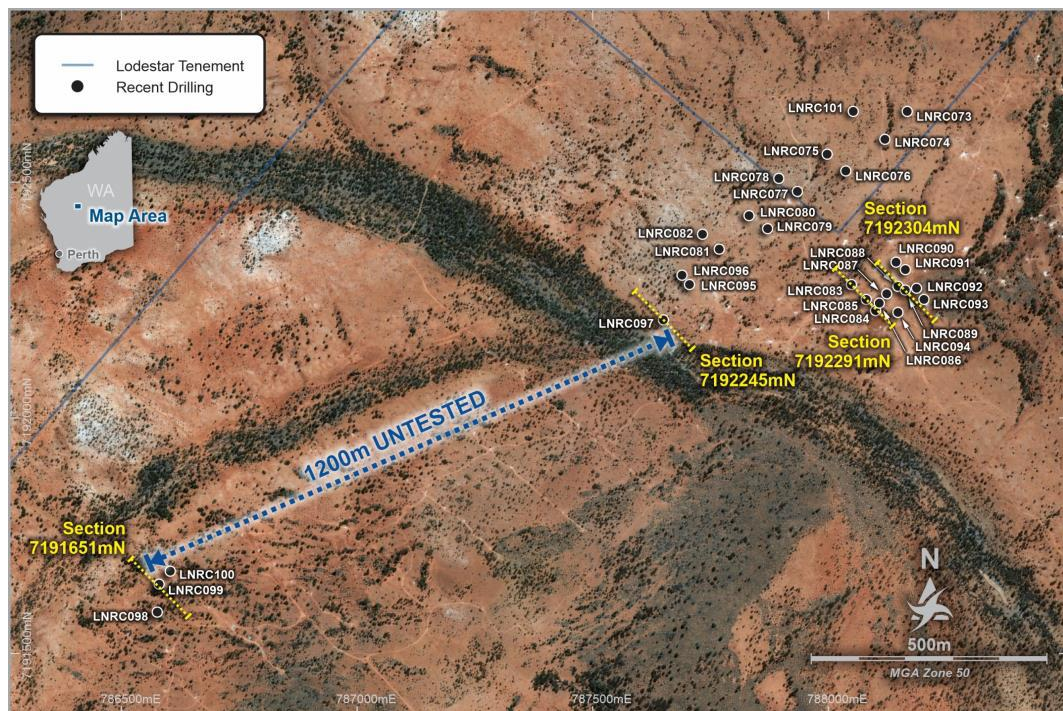 Lodestar Tenement
Recent Drilling
WA
Map Area
Perth
7192500mN
7192000mN
7191500mN
LNRC101
LNRC073
LNRC074
LNRC075
LNRC076
LNRC078
LNRC077
LNRC080
LNRC079
LNRC082
LNRC081
LNRC096
LNRC095
LNRC097
Section
7192304mN
LNRC090
LNRC088
LNRC091
LNRC087
LNRC083
LNRC092
LNRC085
LNRC093
LNRC084
LNRC089
LNRC094
LNRC086
Section
7192291mN
Section
7192245mN
1200m UNTESTED
Section
7191651mN
LNRC100
LNRC099
LNRC098
N
500m
MGA Zone 50
786500mE
787000mE
787500mE
788000mE